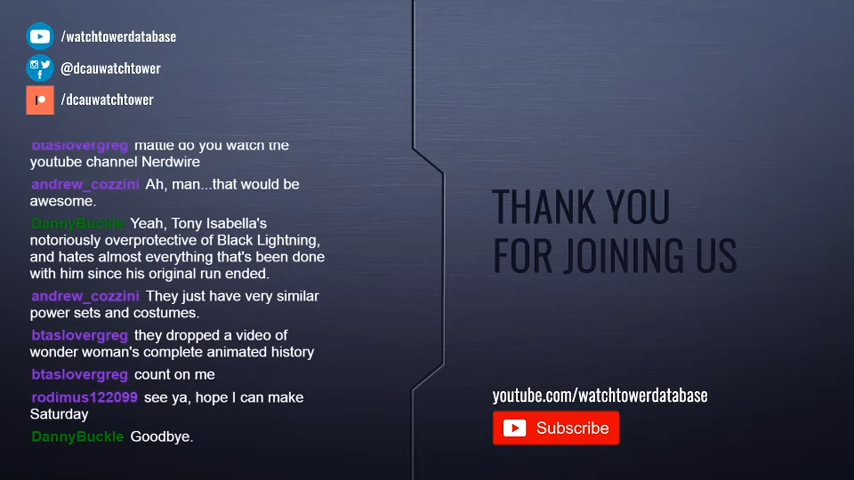 /watchtowerdatabase
@dcauwatchtower
/dcauwatchtower
btaslovergreg mattie do you watch the
youtube channel Nerdwire
andrew_cozzini Ah, man...that would be
awesome.
DannyBuckle Yeah, Tony Isabella's
notoriously overprotective of Black Lightning,
and hates almost everything that's been done
with him since his original run ended.
andrew_cozzini They just have very similar
power sets and costumes.
btaslovergreg they dropped a video of
wonder woman's complete animated history
btaslovergreg count on me
rodimus122099 see ya, hope I can make
Saturday
DannyBuckle Goodbye.
THANK YOU
FOR JOINING US
youtube.com/watchtowerdatabase
Subscribe